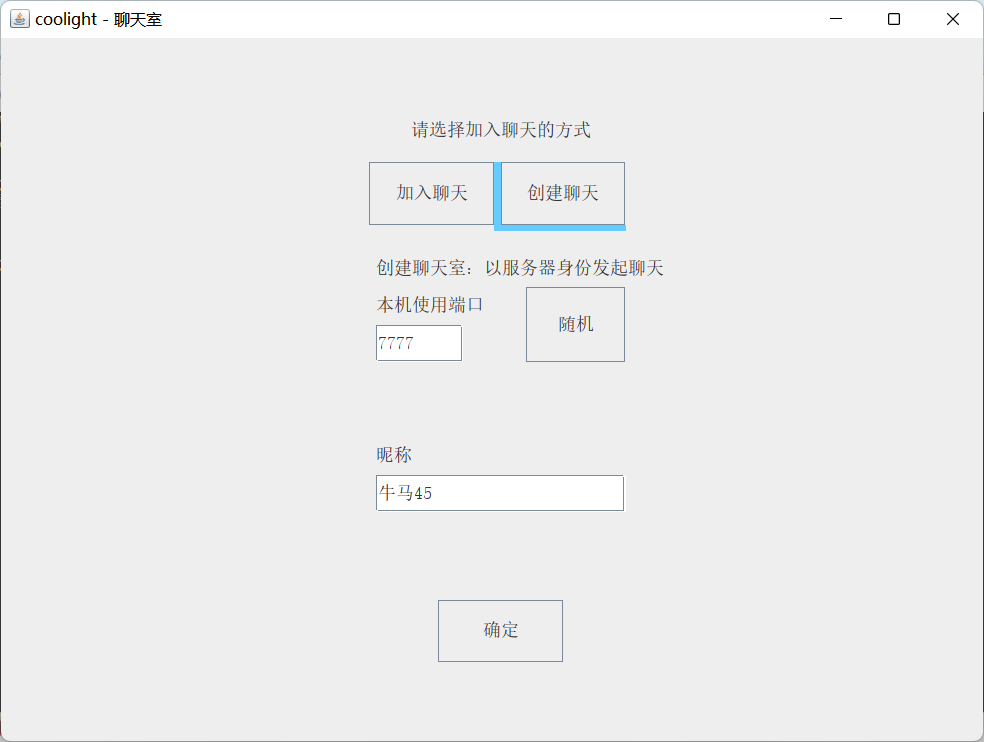 coolight - 聊天室
请选择加入聊天的方式
加入聊天 创建聊天
创建聊天室：以服务器身份发起聊天
本机使用端口
随机
7777
昵称
牛马45
确定